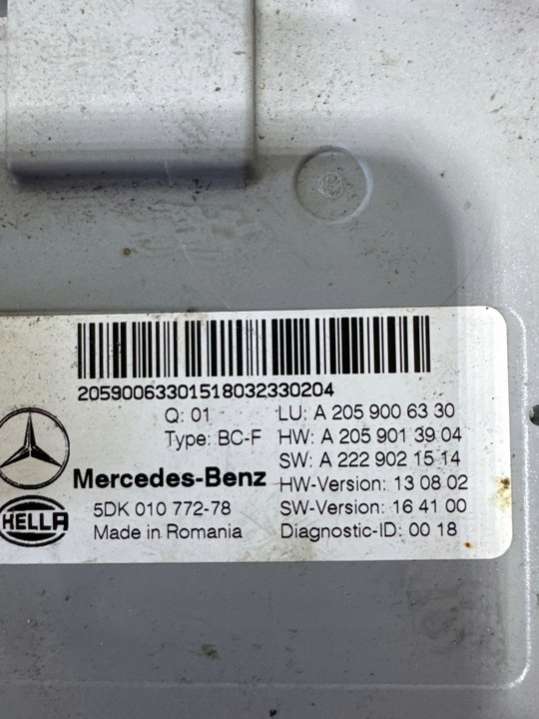 20590063301518032330204
Q: 01 LU: A 205 900 63 30
Type: BC-F HW: A 205 901 39 04
SW: A 222 902 15 14
Mercedes-Benz HW-Version: 13 08 02
HELLA 5DK 010 772-78 SW-Version: 16 41 00
Made in Romania Diagnostic-ID: 00 18